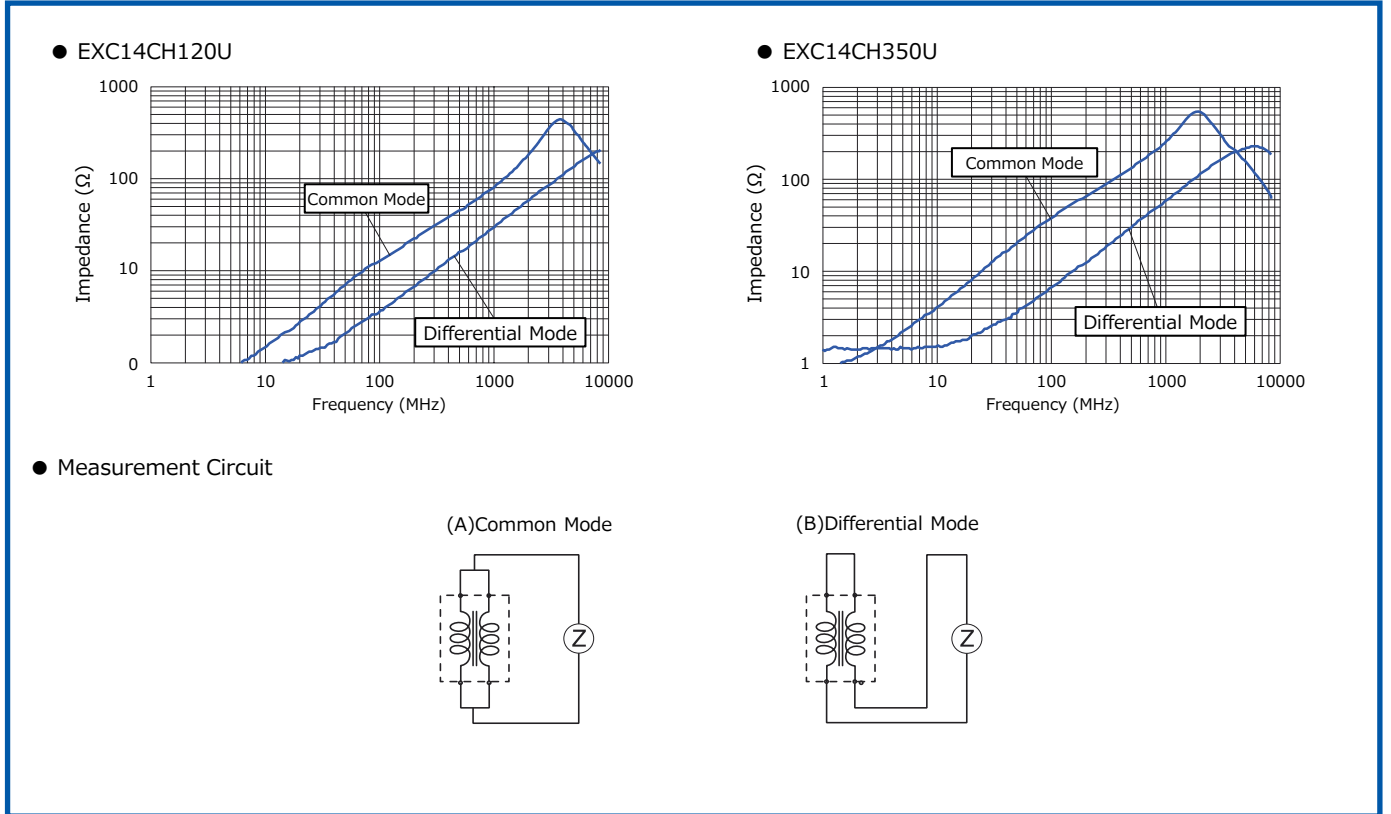 ● EXC14CH120U
1000
100
10
0
Impedance (Ω)
Common Mode
Differential Mode
1 10 100 1000 10000
Frequency (MHz)
● EXC14CH350U
1000
100
10
1
Impedance (Ω)
Common Mode
Differential Mode
1 10 100 1000 10000
Frequency (MHz)
● Measurement Circuit
(A)Common Mode
Z
(B)Differential Mode
Z